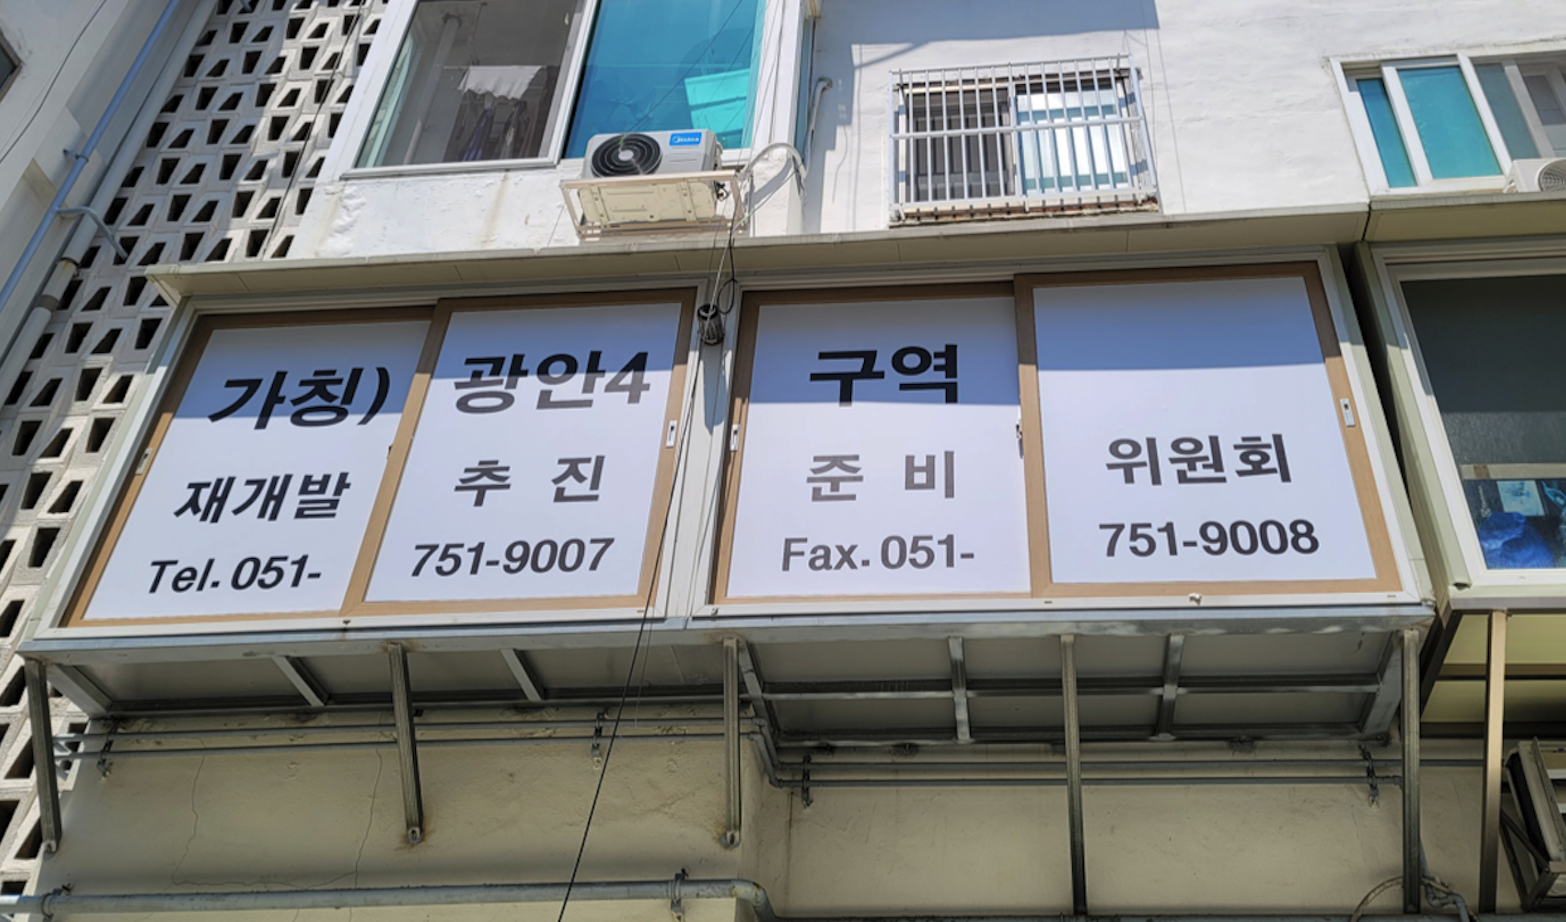 Midea
가칭) 광안4 구역
재개발 추 진 준 비 위원회
Tel. 051- 751-9007 Fax. 051- 751-9008